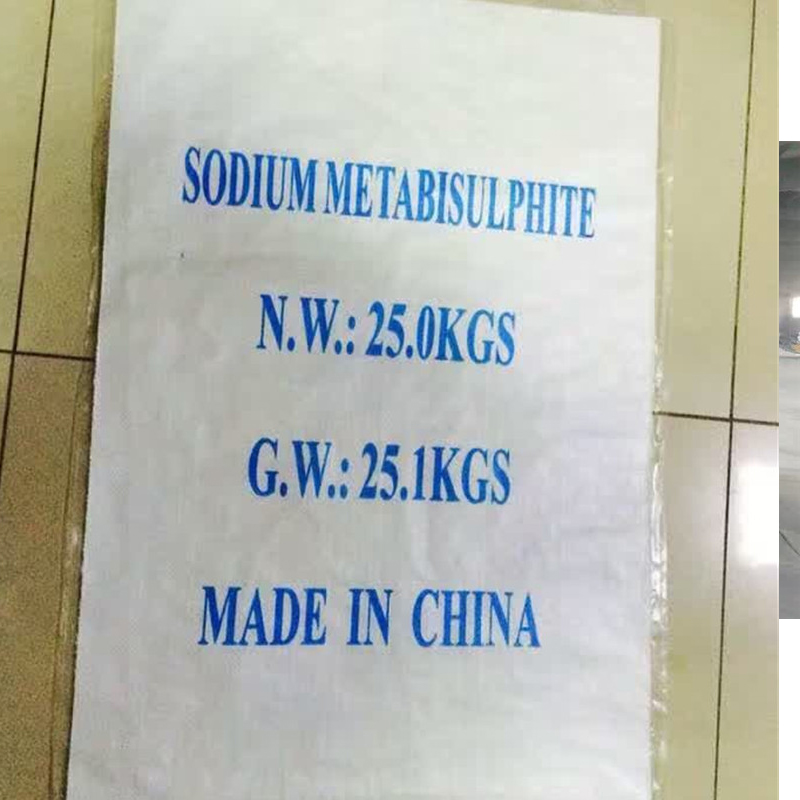 SODIUM METABISULPHITE
N.W.: 25.0KGS
G.W.: 25.1KGS
MADE IN CHINA